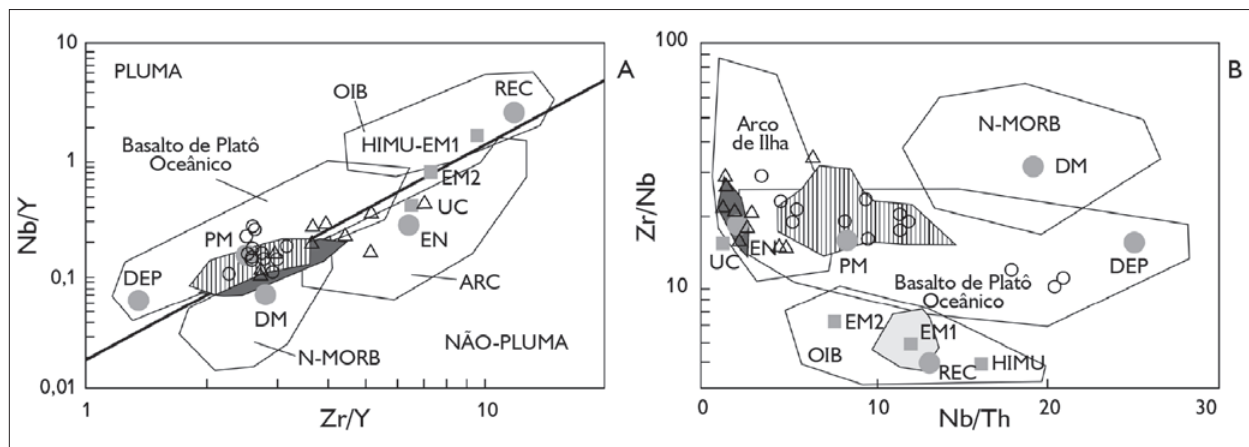 10
1
0,1
0,01
Nb/Y
1
10
Zr/Y
A
PLUMA
NÃO-PLUMA
OIB
REC
HIMU-EM1
Basalto de Platô
Oceânico
EM2
UC
EN
PM
DEP
DM
ARC
N-MORB
100
10
Zr/Nb
0
10
20
30
Nb/Th
B
Arco
de Ilha
N-MORB
DM
EN
UC
PM
DEP
Basalto de Platô
Oceânico
EM2
EM1
OIB
REC
HIMU